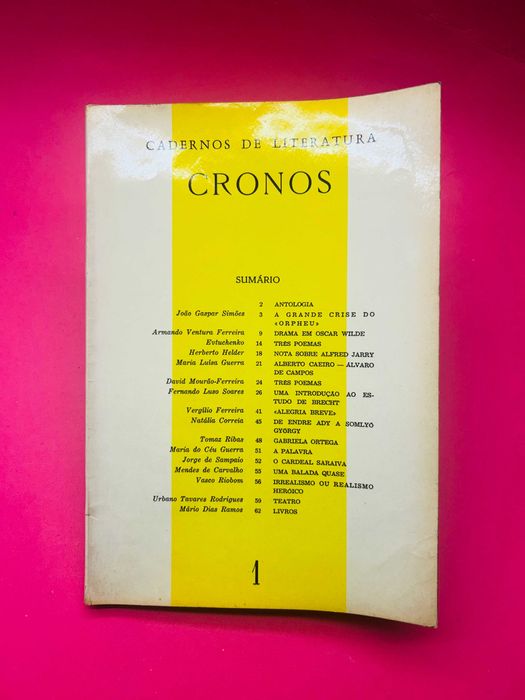 CADERNOS DE LITERATURA
CRONOS
SUMÁRIO
2 ANTOLOGIA
João Gaspar Simões 3 A GRANDE CRISE DO
«ORPHEU»
Armando Ventura Ferreira 9 DRAMA EM OSCAR WILDE
Evtuchenko 14 TRÊS POEMAS
Herberto Helder 18 NOTA SOBRE ALFRED JARRY
Maria Luísa Guerra 21 ALBERTO CAEIRO — ALVARO
DE CAMPOS
David Mourão-Ferreira 24 TRÊS POEMAS
Fernando Luso Soares 26 UMA INTRODUÇÃO AO ES-
TUDO DE BRECHT
Vergílio Ferreira 41 «ALEGRIA BREVE»
Natália Correia 45 DE ENDRE ADY A SOMLYÓ
GYÖRGY
Tomaz Ribas 48 GABRIELA ORTEGA
Maria do Céu Guerra 51 A PALAVRA
Jorge de Sampaio 52 O CARDEAL SARAIVA
Mendes de Carvalho 55 UMA BALADA QUASE
Vasco Riobom 56 IRREALISMO OU REALISMO
HERÓICO
Urbano Tavares Rodrigues 59 TEATRO
Mário Dias Ramos 62 LIVROS
1